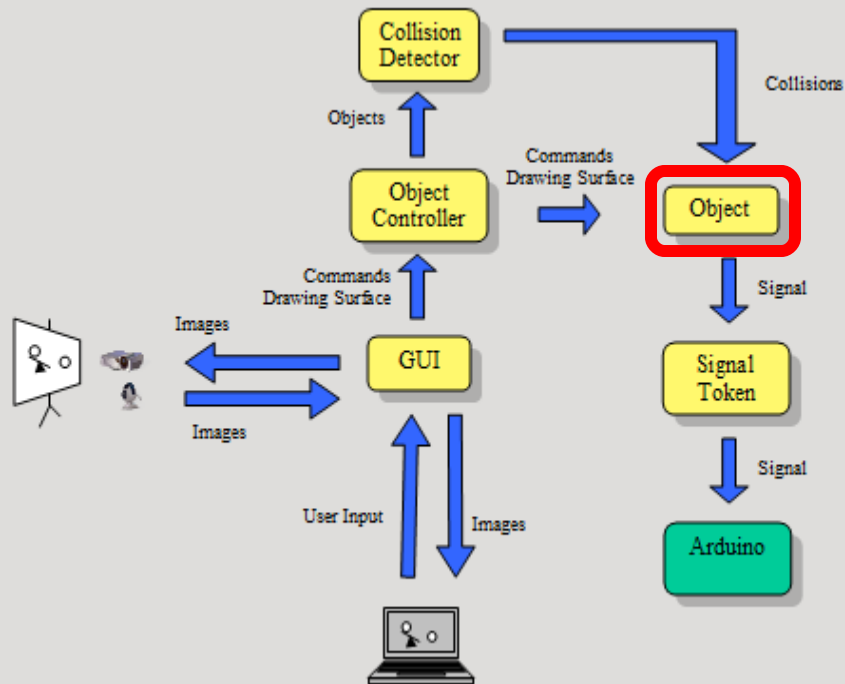 Collision
Detector
Collisions
Objects
Commands
Drawing Surface
Object
Controller
Object
Commands
Drawing Surface
Signal
Images
GUI
Signal
Token
Images
Signal
User Input
Images
Arduino